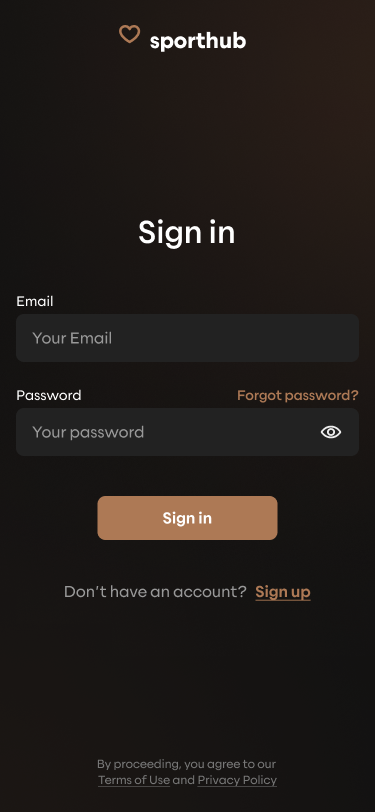 sporthub
Sign in
Email
Your Email
Password Forgot password?
Your password
Sign in
Don't have an account? Sign up
By proceeding, you agree to our
Terms of Use and Privacy Policy